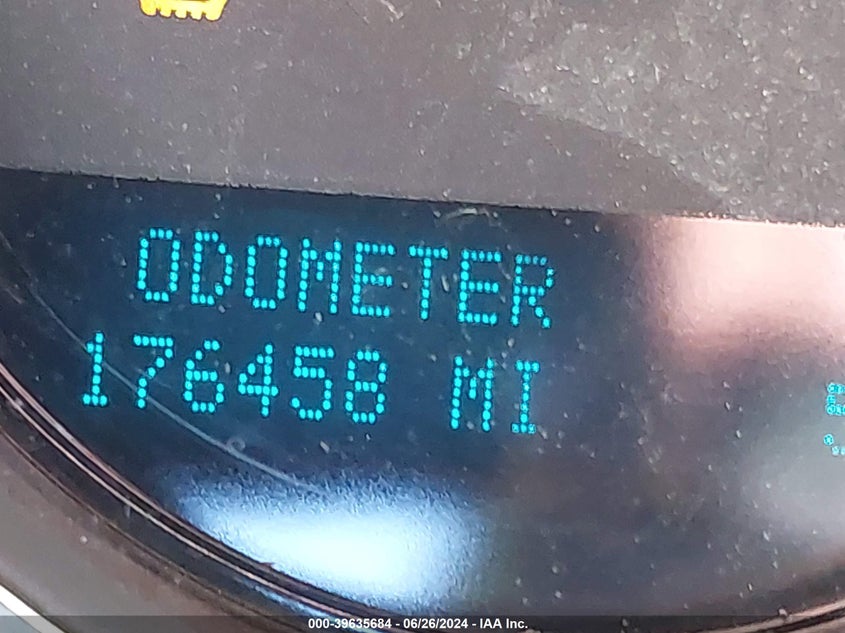 ODOMETER
176458 MI
000-39635684 - 06/26/2024 - IAA Inc.